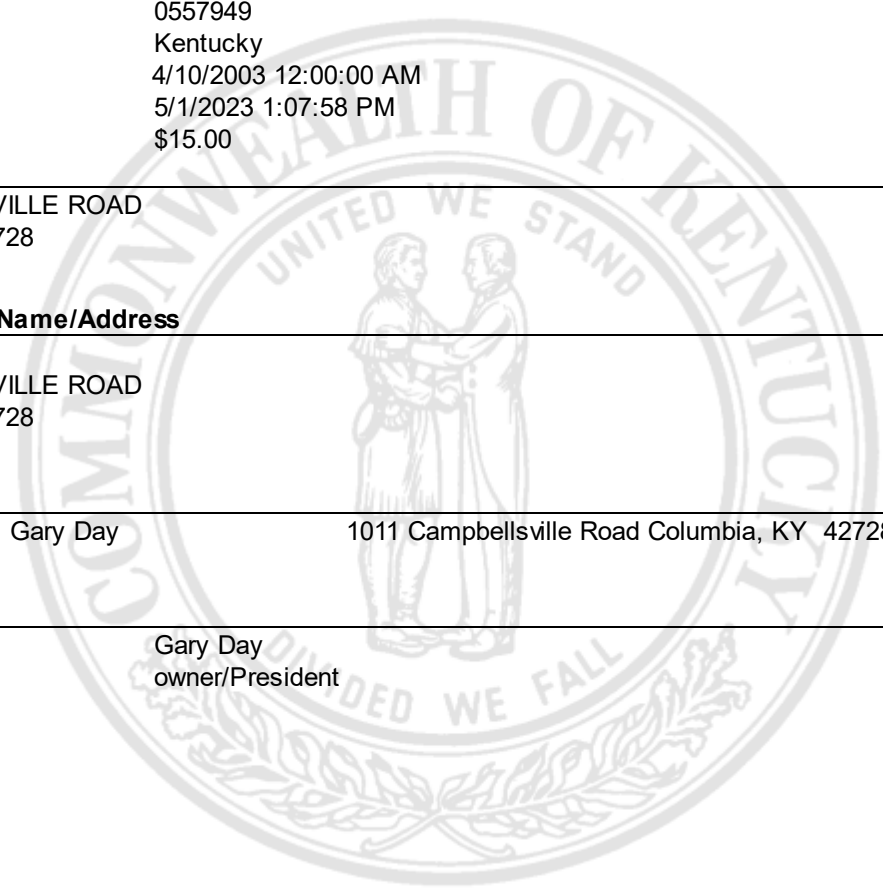 0557949
Kentucky
4/10/2003 12:00:00 AM
5/1/2023 1:07:58 PM
$15.00
VILLE ROAD
728
Name/Address
VILLE ROAD
728
Gary Day 1011 Campbellsville Road Columbia, KY 42728
Gary Day
owner/President
COMMONWEALTH OF KENTUCKY
UNITED WE STAND
DIVIDED WE FALL